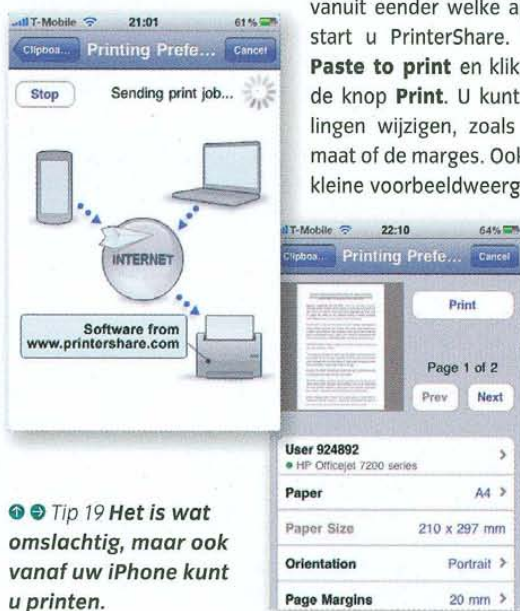 T-Mobile 21:01 61%
Clipboa... Printing Prefe... Cancel
Stop Sending print job...
INTERNET
Software from
www.printershare.com
Tip 19 Het is wat
omslachtig, maar ook
vanaf uw iPhone kunt
u printen.
vanuit eender welke a
start u PrinterShare.
Paste to print en klik
de knop Print. U kunt
lingen wijzigen, zoals
maat of de marges. Ook
kleine voorbeeldweerg
T-Mobile 22:10 64%
Clipboa... Printing Prefe... Cancel
Print
Page 1 of 2
Prev Next
User 924892
HP Officejet 7200 series
Paper A4
Paper Size 210 x 297 mm
Orientation Portrait
Page Margins 20 mm